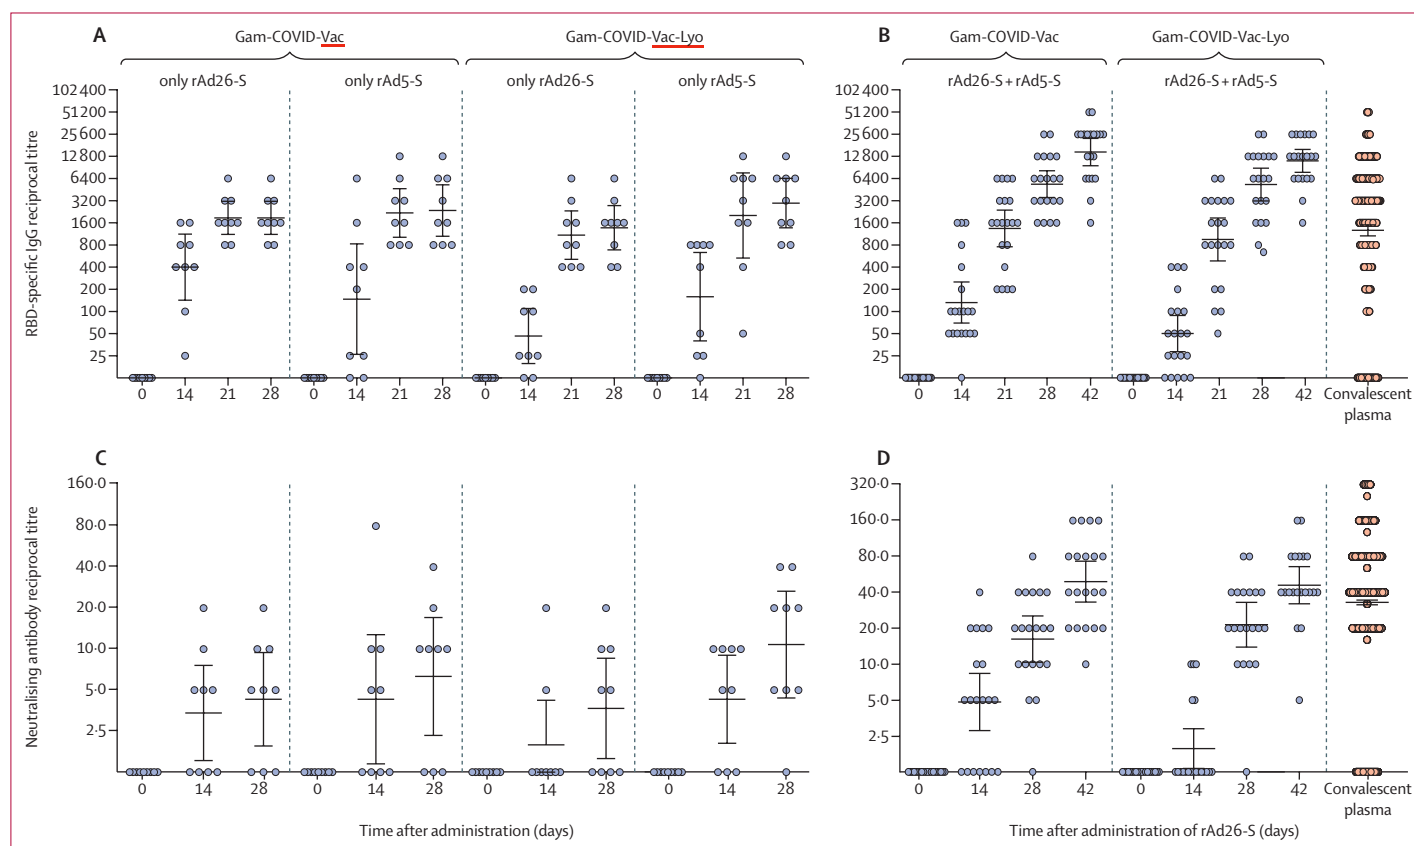 A
Gam-COVID-Vac
Gam-COVID-Vac-Lyo
only rAd26-S
only rAd5-S
only rAd26-S
only rAd5-S
RBD-specific IgG reciprocal titre
102 400
51 200
25 600
12 800
6400
3200
1600
800
400
200
100
50
25
0 14 21 28 0 14 21 28 0 14 21 28 0 14 21 28
B
Gam-COVID-Vac
Gam-COVID-Vac-Lyo
rAd26-S + rAd5-S
rAd26-S + rAd5-S
102 400
51 200
25 600
12 800
6400
3200
1600
800
400
200
100
50
25
0 14 21 28 42 0 14 21 28 42 Convalescent
plasma
C
Neutralising antibody reciprocal titre
160·0
80·0
40·0
20·0
10·0
5·0
2·5
0 14 28 0 14 28 0 14 28 0 14 28
Time after administration (days)
D
320·0
160·0
80·0
40·0
20·0
10·0
5·0
2·5
0 14 28 42 0 14 28 42 Convalescent
plasma
Time after administration of rAd26-S (days)